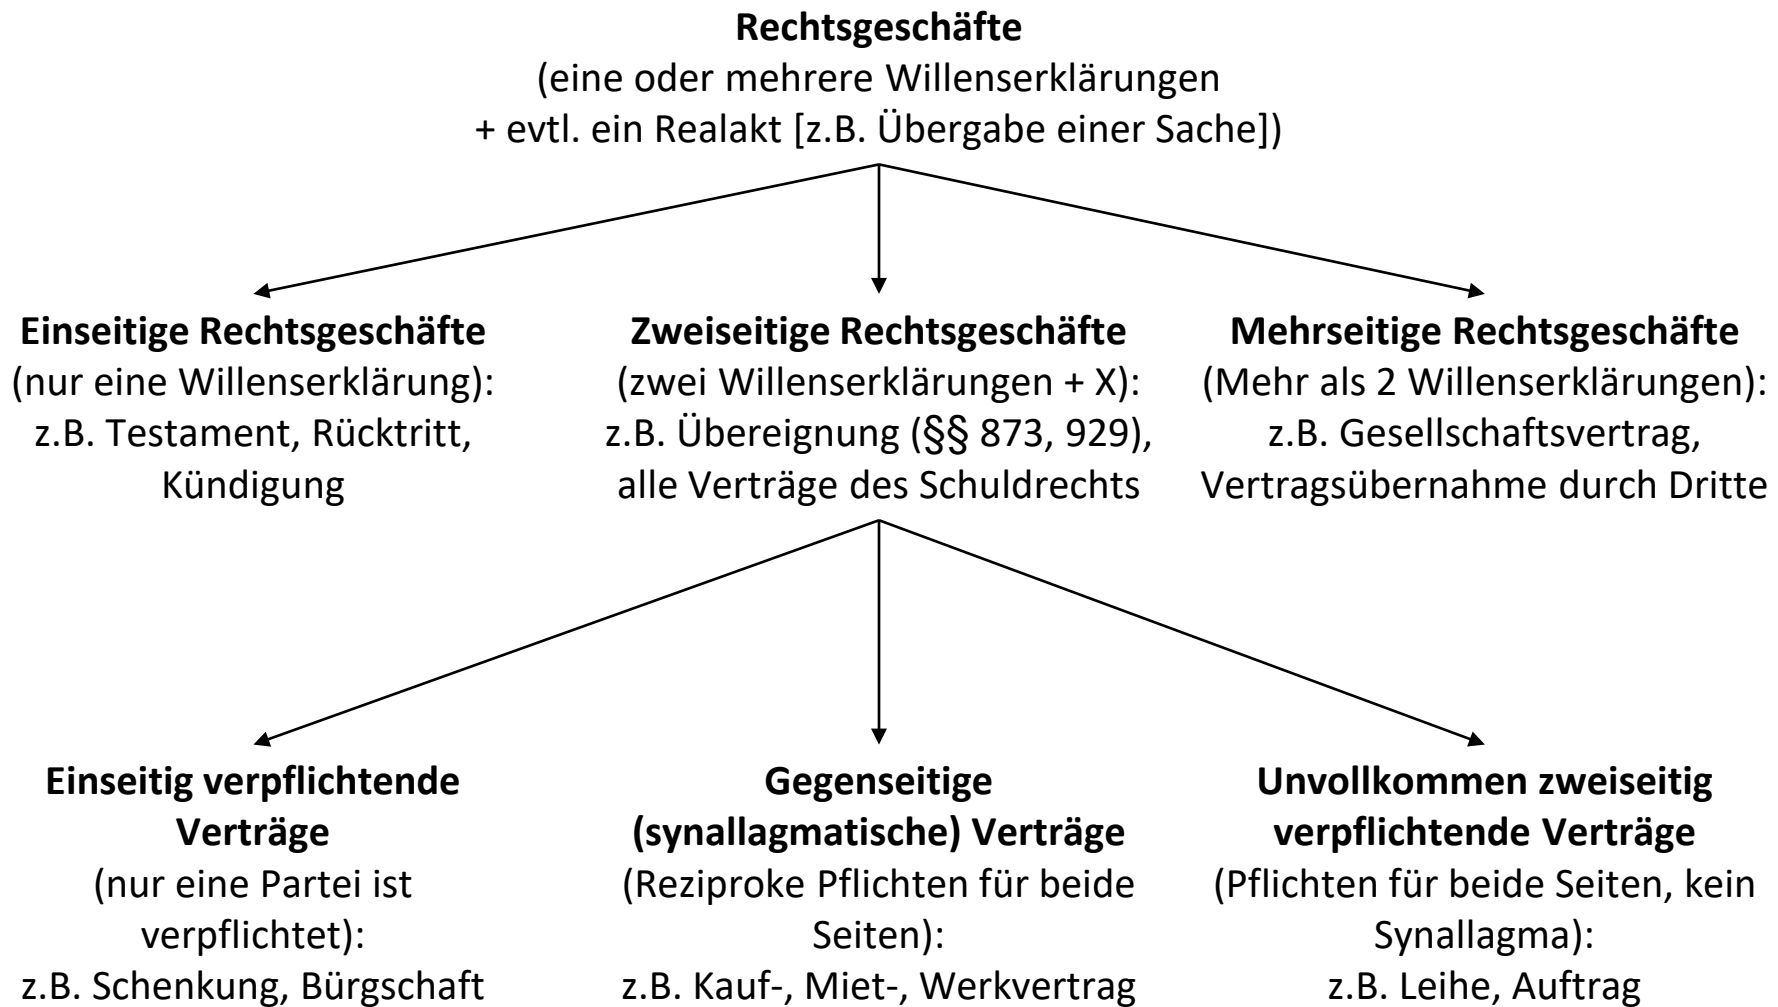 Rechtsgeschäfte
(eine oder mehrere Willenserklärungen
+ evtl. ein Realakt [z.B. Übergabe einer Sache])
Einseitige Rechtsgeschäfte
(nur eine Willenserklärung):
z.B. Testament, Rücktritt,
Kündigung
Zweiseitige Rechtsgeschäfte
(zwei Willenserklärungen + X):
z.B. Übereignung (§§ 873, 929),
alle Verträge des Schuldrechts
Mehrseitige Rechtsgeschäfte
(Mehr als 2 Willenserklärungen):
z.B. Gesellschaftsvertrag,
Vertragsübernahme durch Dritte
Einseitig verpflichtende
Verträge
(nur eine Partei ist
verpflichtet):
z.B. Schenkung, Bürgschaft
Gegenseitige
(synallagmatische) Verträge
(Reziproke Pflichten für beide
Seiten):
z.B. Kauf-, Miet-, Werkvertrag
Unvollkommen zweiseitig
verpflichtende Verträge
(Pflichten für beide Seiten, kein
Synallagma):
z.B. Leihe, Auftrag